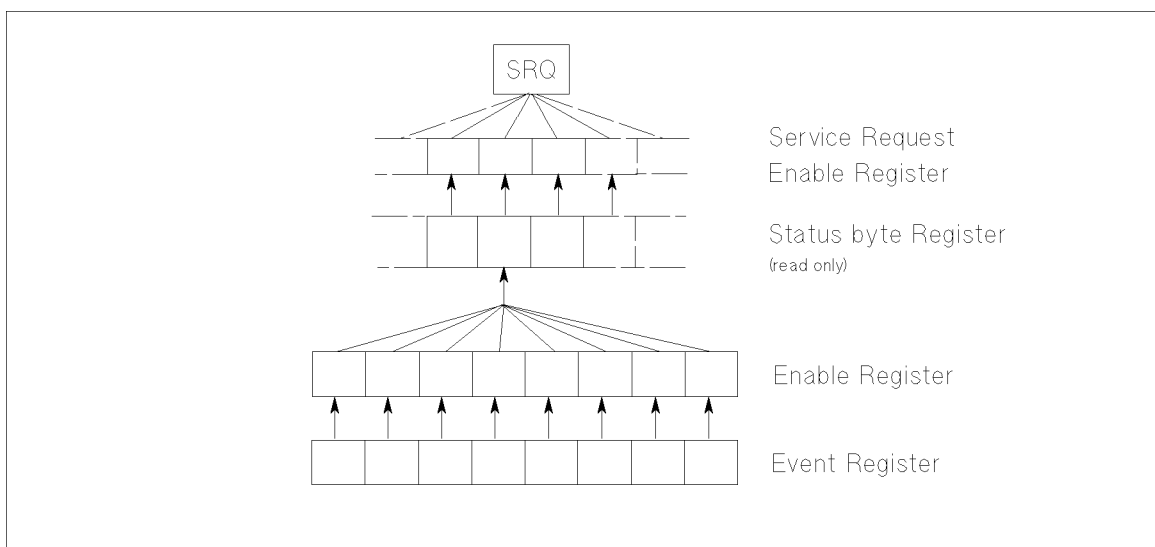 SRQ
Service Request
Enable Register
Status byte Register
(read only)
Enable Register
Event Register